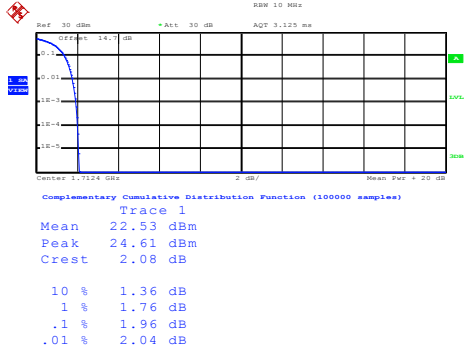 RBW 10 MHz
Ref 30 dBm *Att 30 dB AQT 3.125 ms
Offset 14.7 dB
0.1
A
0.01
1 SA
VIEW
1E-3
LVL
1E-4
1E-5
3DB
Center 1.7124 GHz 2 dB/ Mean Pwr + 20 dB
Complementary Cumulative Distribution Function (100000 samples)
Trace 1
Mean 22.53 dBm
Peak 24.61 dBm
Crest 2.08 dB
10 % 1.36 dB
1 % 1.76 dB
.1 % 1.96 dB
.01 % 2.04 dB